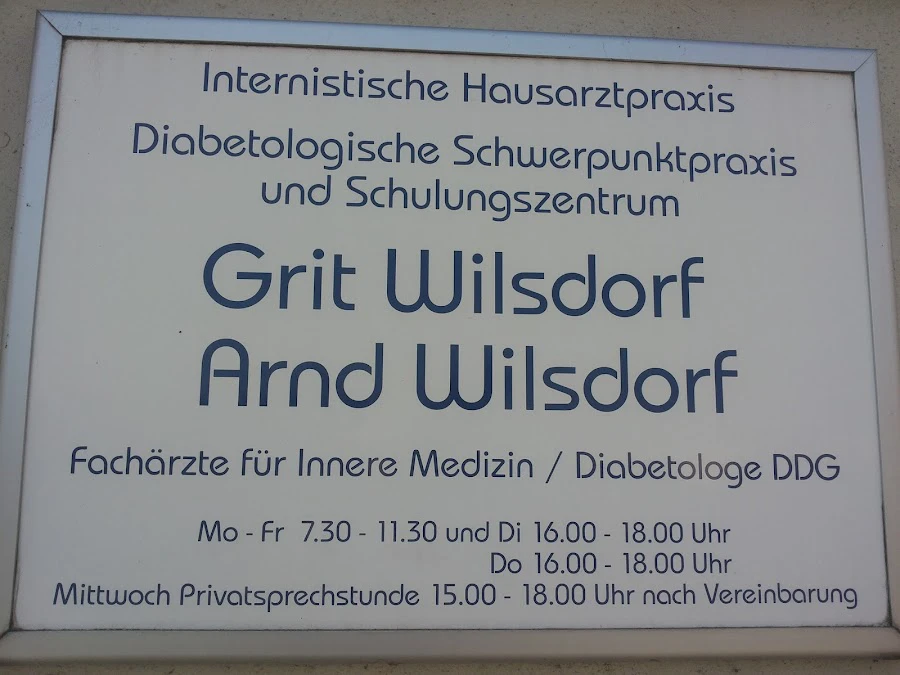 Internistische Hausarztpraxis
Diabetologische Schwerpunktpraxis
und Schulungszentrum
Grit Wilsdorf
Arnd Wilsdorf
Fachärzte für Innere Medizin / Diabetologe DDG
Mo - Fr 7.30 - 11.30 und Di 16.00 - 18.00 Uhr
Do 16.00 - 18.00 Uhr
Mittwoch Privatsprechstunde 15.00 - 18.00 Uhr nach Vereinbarung